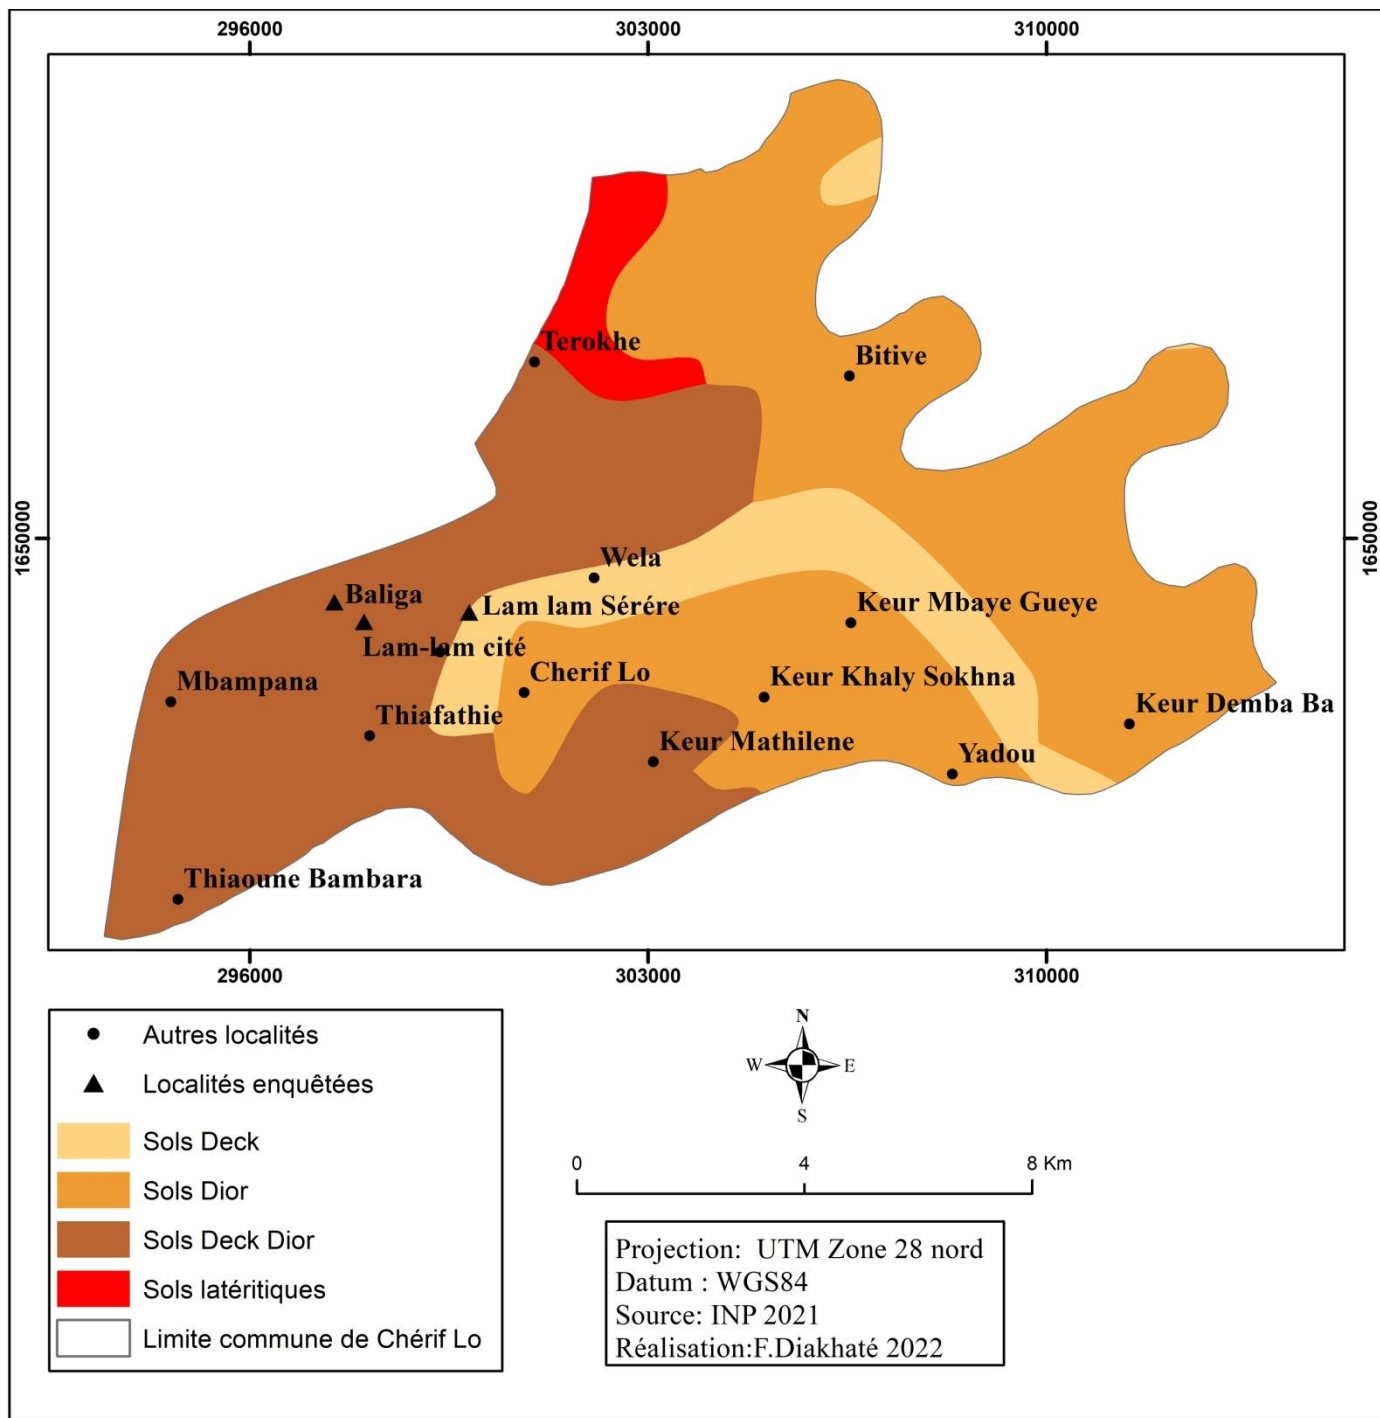 296000
303000
310000
1650000
1650000
Terokhe
Bitive
Wela
Baliga
Lam lam Sérére
Keur Mbaye Gueye
Lam-lam cité
Cherif Lo
Keur Khaly Sokhna
Mbampana
Keur Demba Ba
Thiafathie
Keur Mathilene
Yadou
Thiaoune Bambara
296000
303000
310000
Autres localités
Localités enquêtées
Sols Deck
Sols Dior
Sols Deck Dior
Sols latéritiques
Limite commune de Chérif Lo
N
W
E
S
0
4
8 Km
Projection: UTM Zone 28 nord
Datum : WGS84
Source: INP 2021
Réalisation:F.Diakhaté 2022